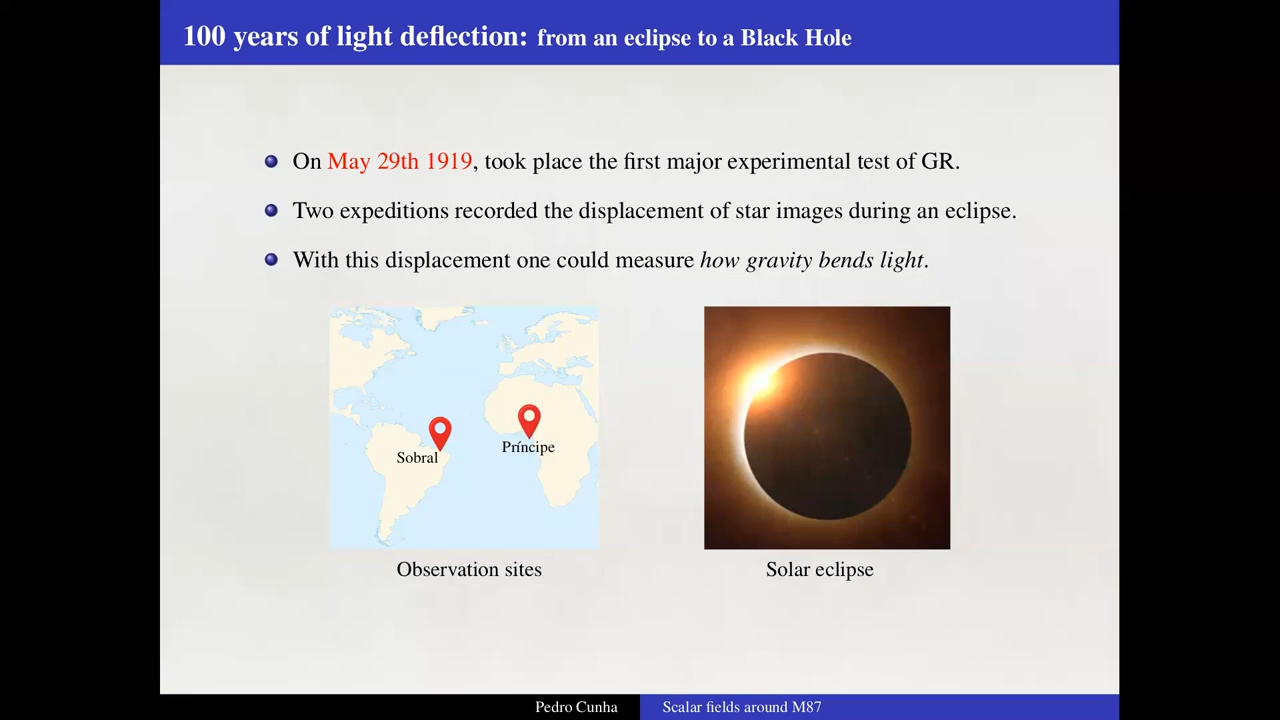 100 years of light deflection: from an eclipse to a Black Hole
On May 29th 1919, took place the first major experimental test of GR.
Two expeditions recorded the displacement of star images during an eclipse.
With this displacement one could measure how gravity bends light.
Sobral
Príncipe
Observation sites
Solar eclipse
Pedro Cunha
Scalar fields around M87